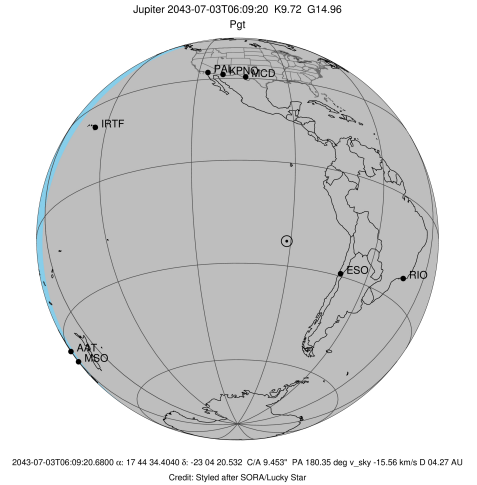 Jupiter 2043-07-03T06:09:20 K9.72 G14.96
Pgt
PAL
KPNO
MCD
IRTF
ESO
RIO
AAT
MSO
2043-07-03T06:09:20.6800 α: 17 44 34.4040 δ: -23 04 20.532 C/A 9.453" PA 180.35 deg v_sky -15.56 km/s D 04.27 AU
Credit: Styled after SORA/Lucky Star